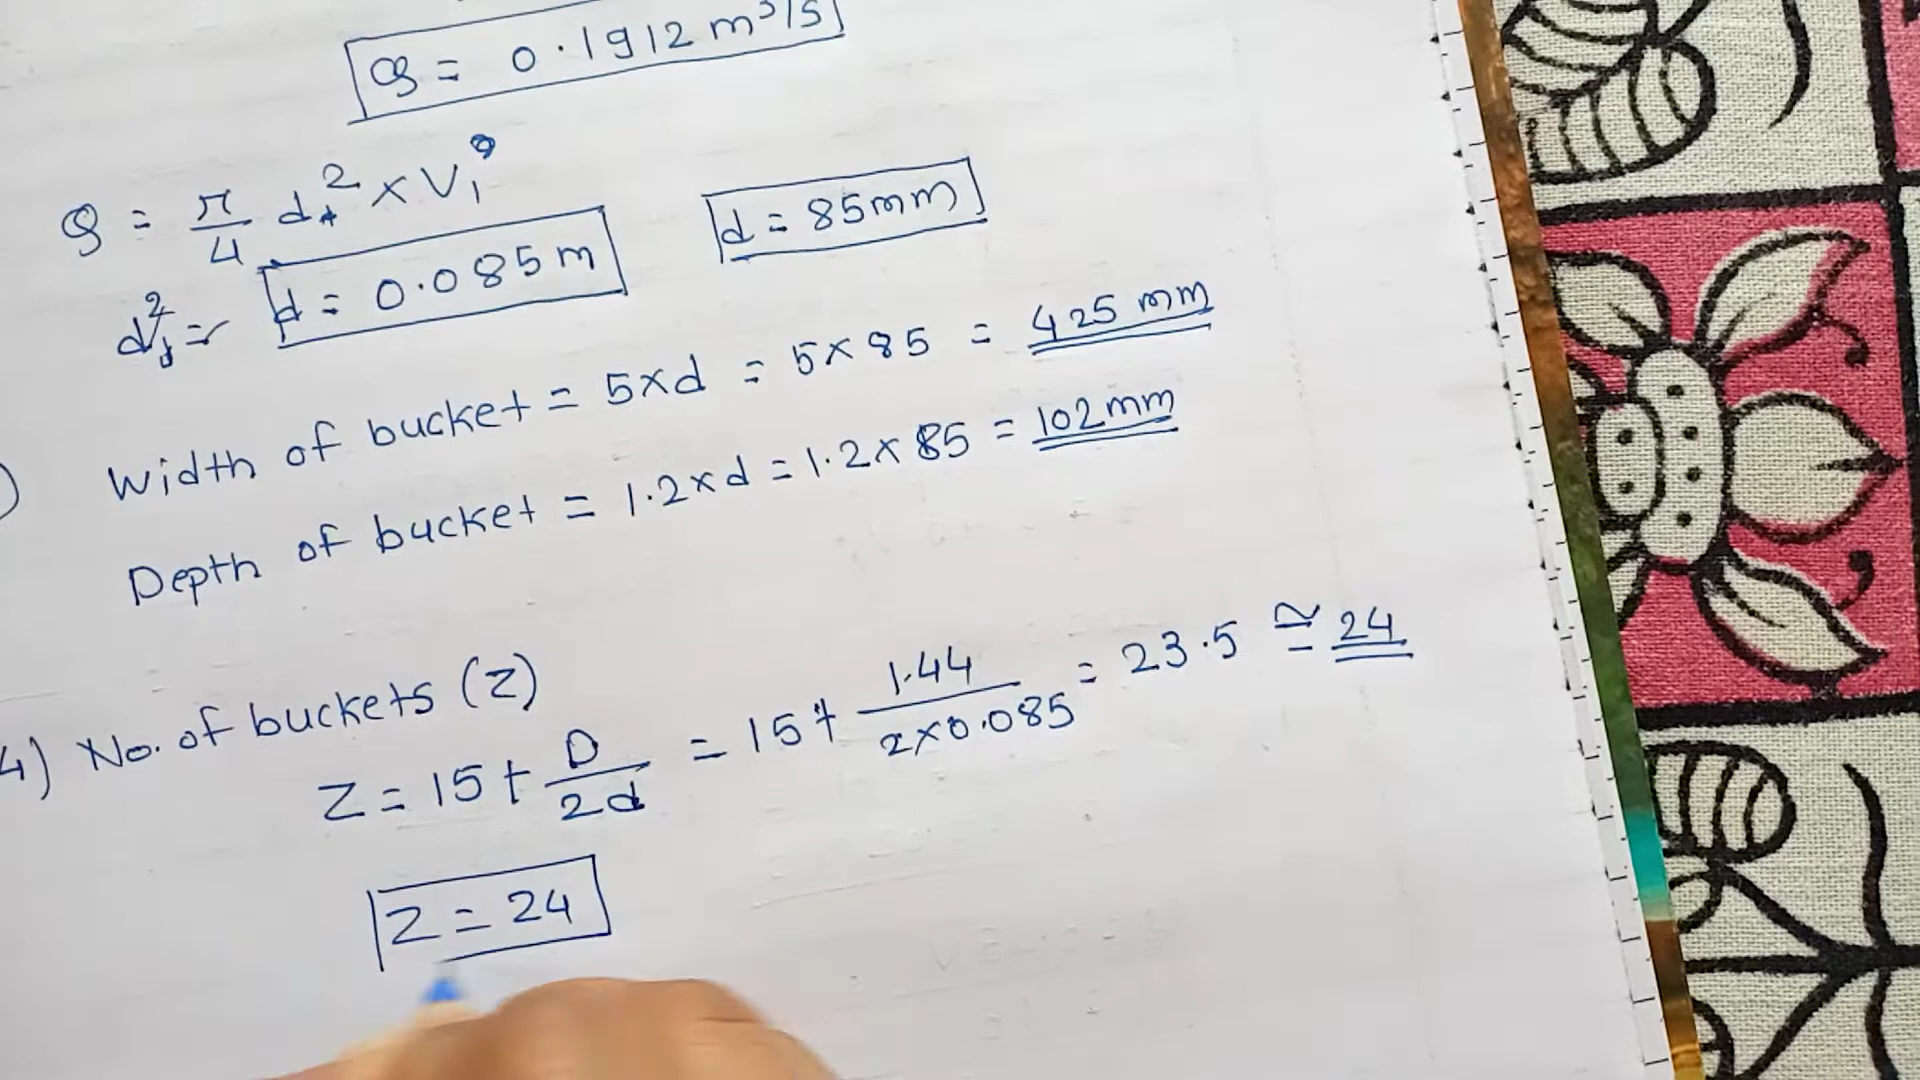 Q = 0.1912 m³/s
Q = π/4 d² × V₁
d = 85mm
d² = d = 0.085 m
Width of bucket = 5×d = 5×85 = 425 mm
Depth of bucket = 1.2×d = 1.2×85 = 102 mm
4) No. of buckets (Z)
Z = 15 + D/2d = 15 + 1.44/2×0.085 = 23.5 ≅ 24
Z = 24